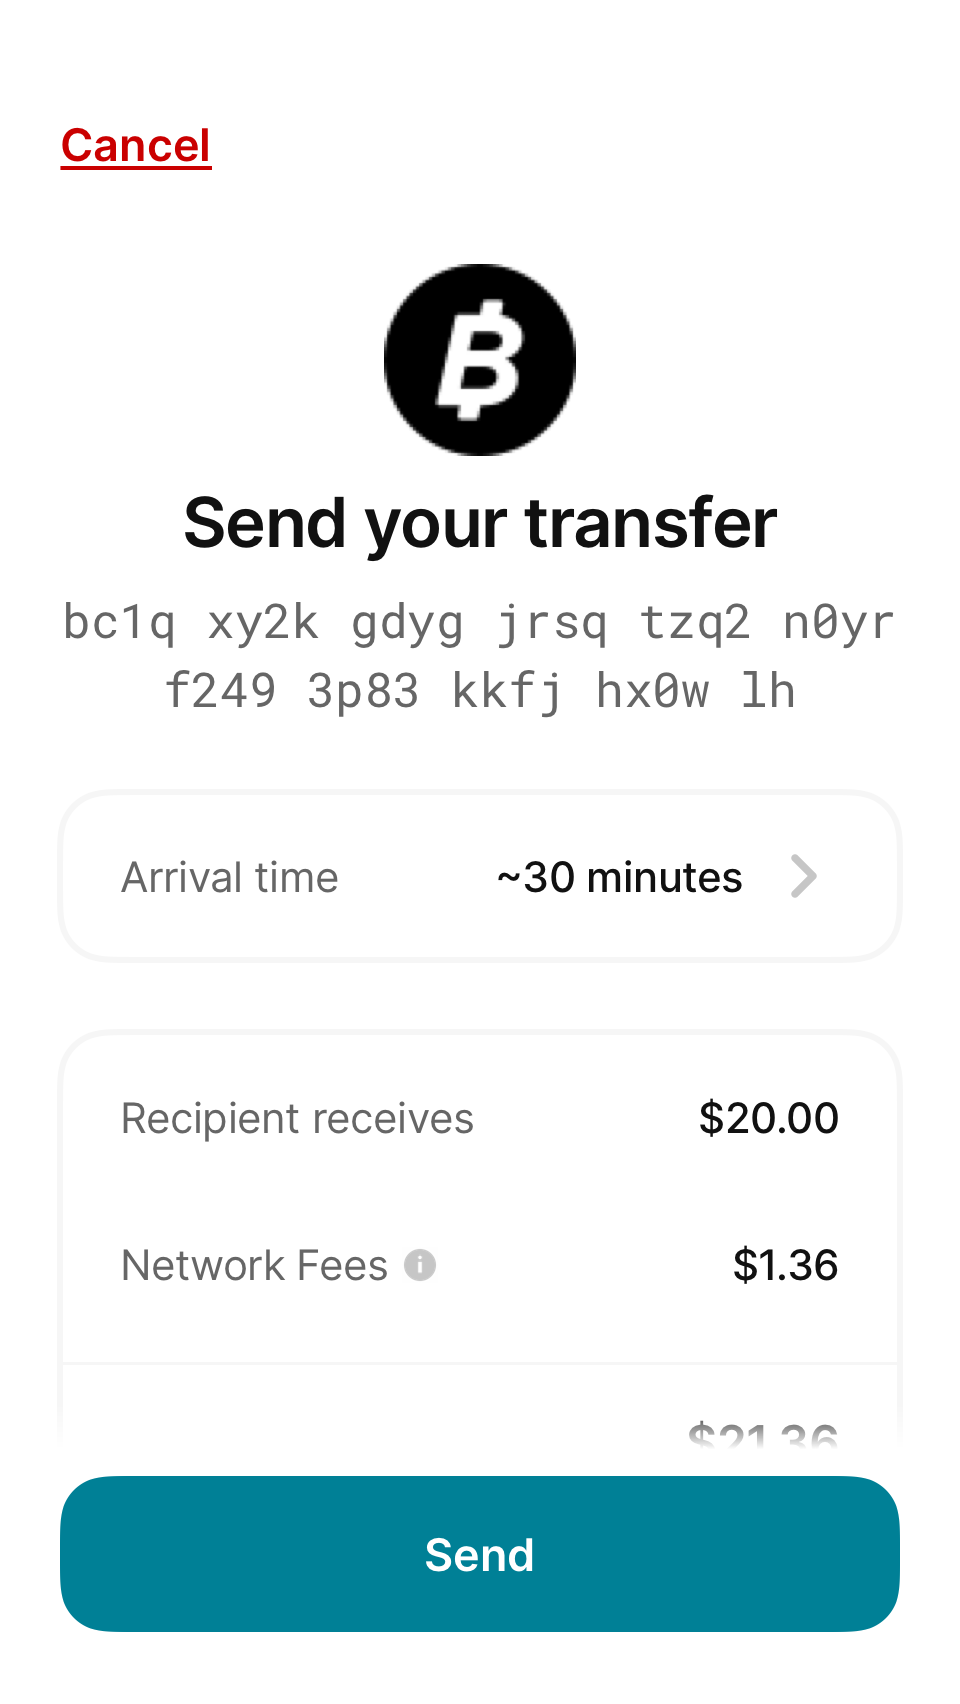 Cancel
Send your transfer
bc1q xy2k gdyg jrsq tzq2 n0yr
f249 3p83 kkfj hx0w lh
Arrival time ~30 minutes
Recipient receives $20.00
Network Fees $1.36
$21.36
Send